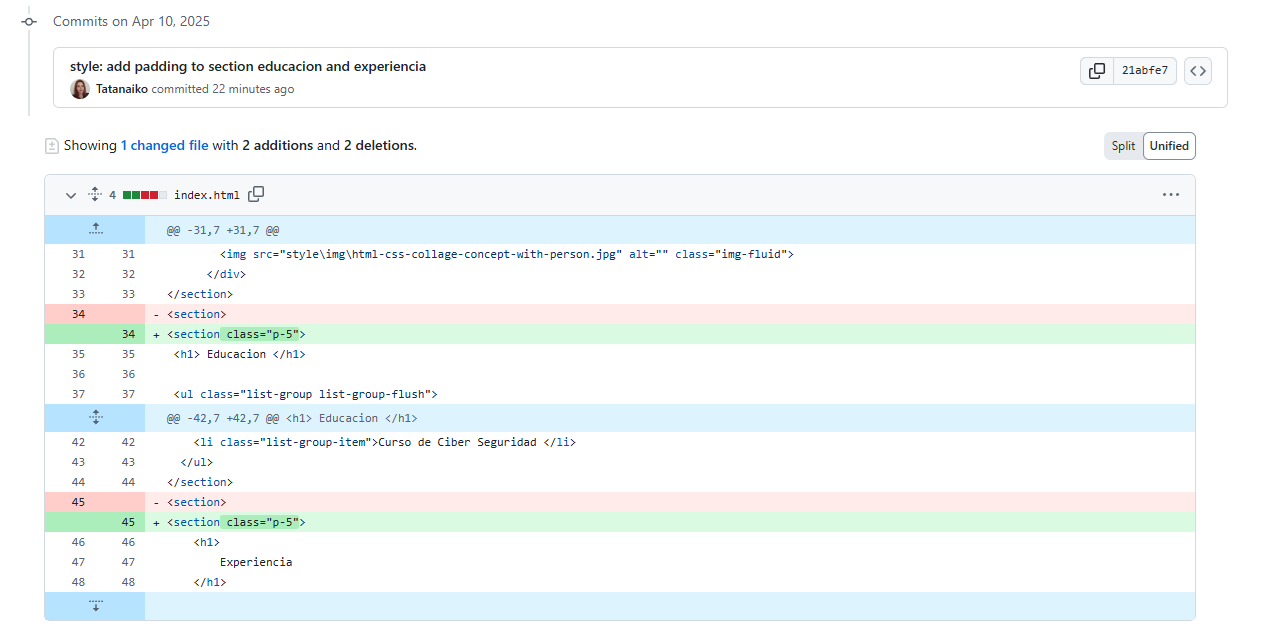 Commits on Apr 10, 2025
style: add padding to section educacion and experiencia
21abfe7
Tatanaiko committed 22 minutes ago
Showing 1 changed file with 2 additions and 2 deletions.
Split Unified
4 index.html
@@ -31,7 +31,7 @@
31 31 <img src="style\img\html-css-collage-concept-with-person.jpg" alt="" class="img-fluid">
32 32 </div>
33 33 </section>
34 - <section>
34 + <section class="p-5">
35 35 <h1> Educacion </h1>
36 36
37 37 <ul class="list-group list-group-flush">
@@ -42,7 +42,7 @@ <h1> Educacion </h1>
42 42 <li class="list-group-item">Curso de Ciber Seguridad </li>
43 43 </ul>
44 44 </section>
45 - <section>
45 + <section class="p-5">
46 46 <h1>
47 47 Experiencia
48 48 </h1>